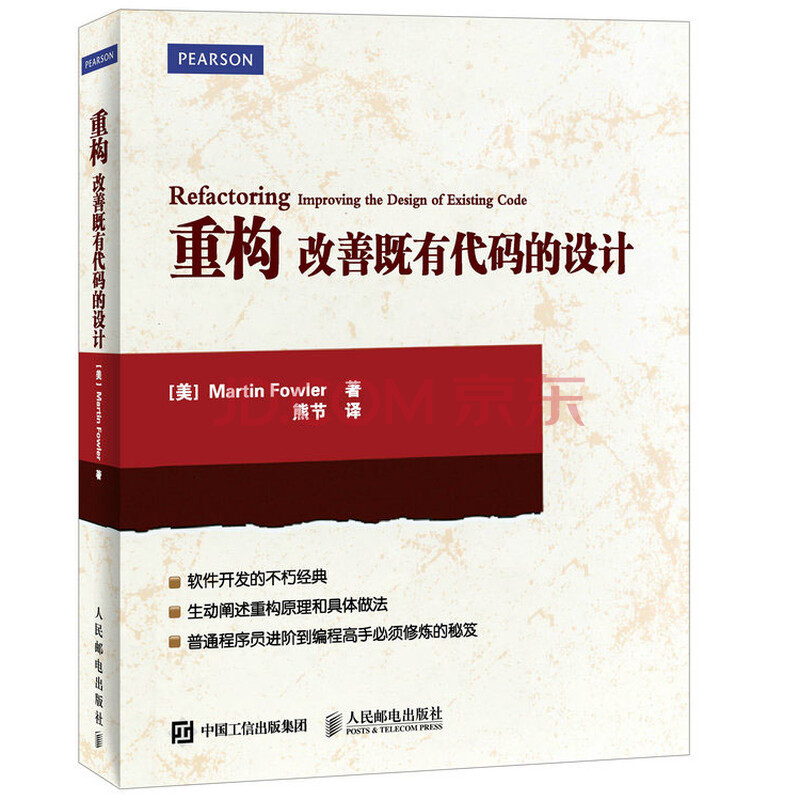 PEARSON
重构 改善既有代码的设计
[美] Martin Fowler 著
人民邮电出版社
PEARSON
Refactoring Improving the Design of Existing Code
重构 改善既有代码的设计
[美] Martin Fowler 著
熊节 译
JD.COM 京东
软件开发的不朽经典
生动阐述重构原理和具体做法
普通程序员进阶到编程高手必须修炼的秘笈
中国工信出版集团
人民邮电出版社
POSTS & TELECOM PRESS